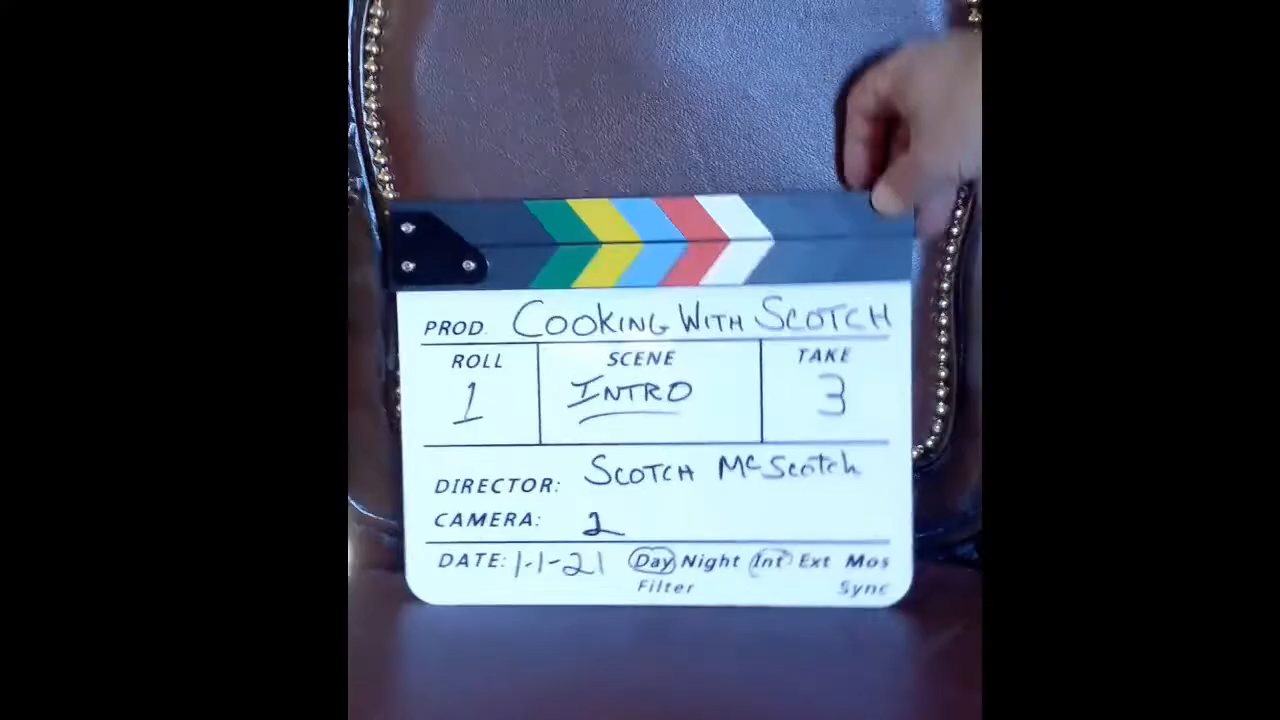 PROD. COOKING WITH SCOTCH
ROLL SCENE TAKE
1 INTRO 3
DIRECTOR: SCOTCH McScotch
CAMERA: 2
DATE: 1-1-21 Day Night Int Ext Mos
Filter Sync